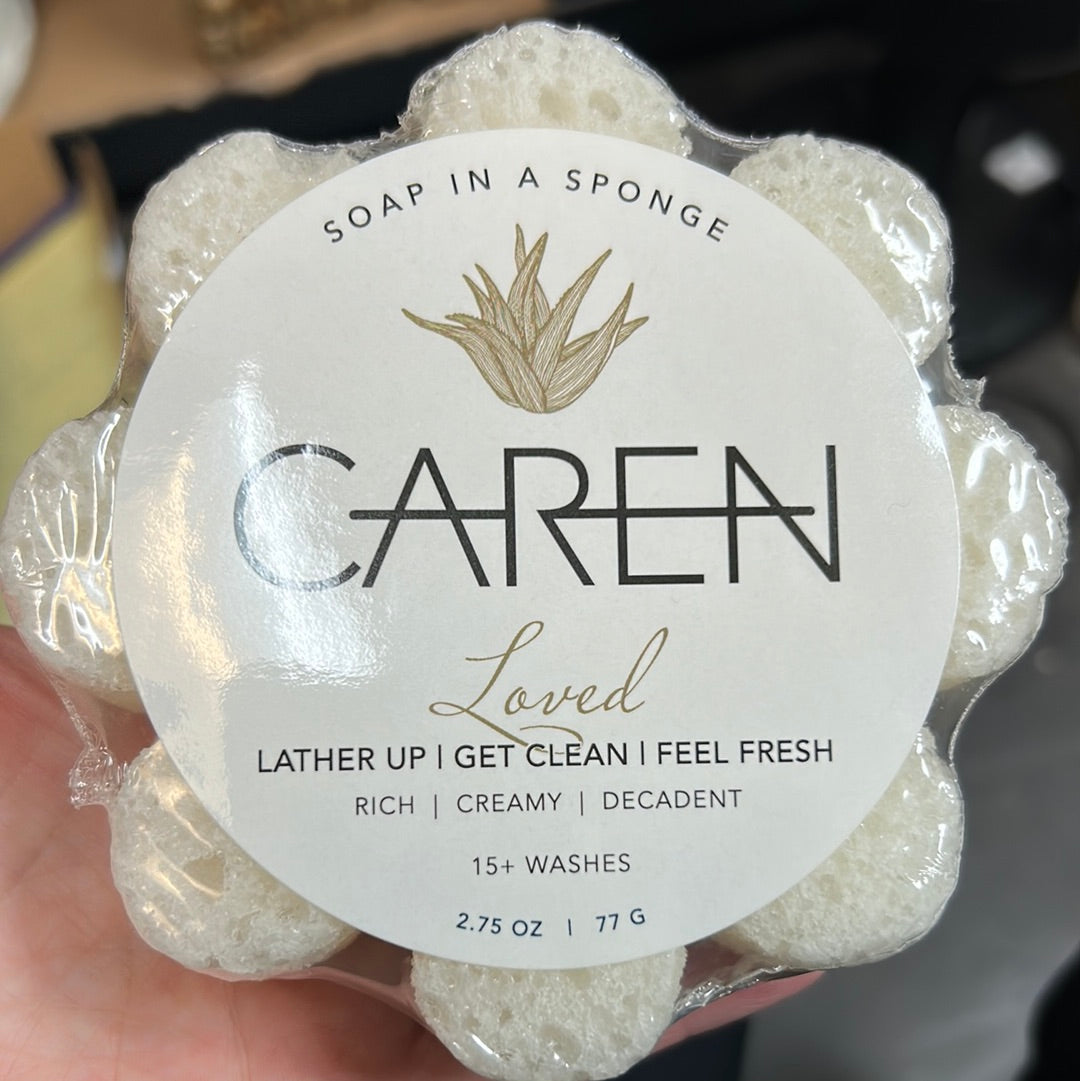 SOAP IN A SPONGE
CAREN
Loved
LATHER UP | GET CLEAN | FEEL FRESH
RICH | CREAMY | DECADENT
15+ WASHES
2.75 OZ | 77 G